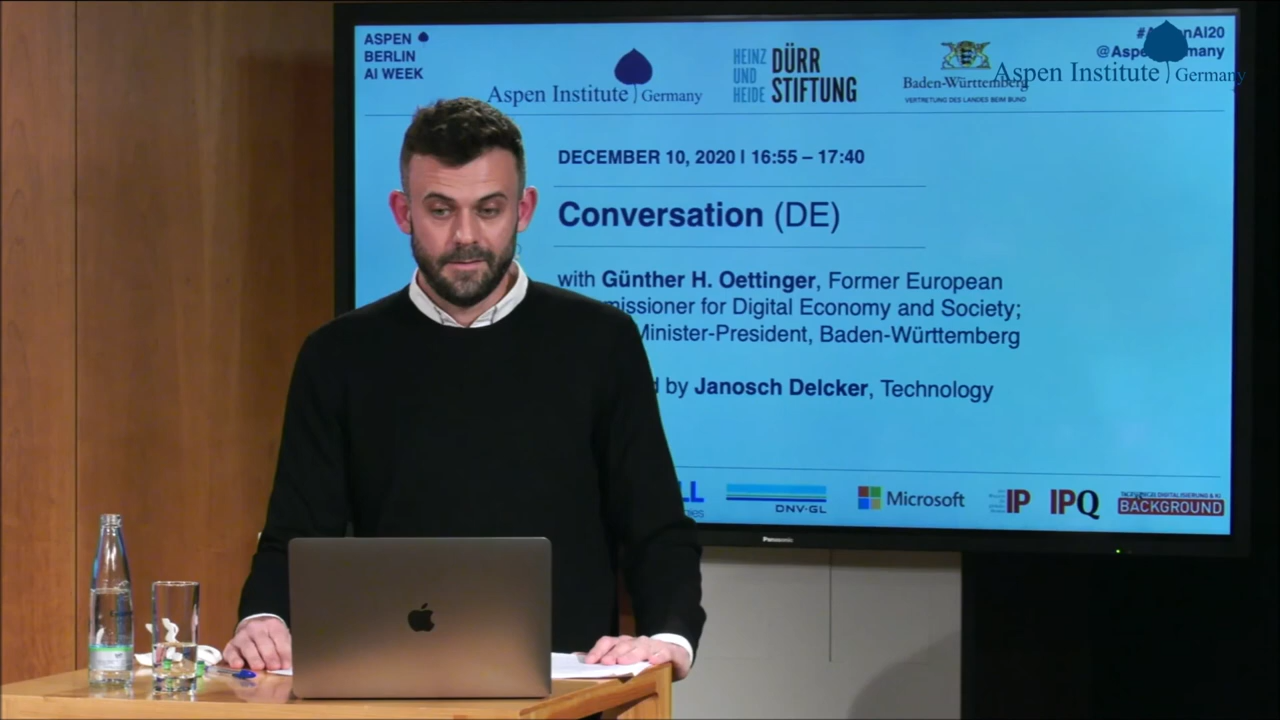 ASPEN
BERLIN
AI WEEK
Aspen Institute Germany
HEINZ
UND
HEIDE
DÜRR
STIFTUNG
Baden-Württemberg
VERTRETUNG DES LANDES BEIM BUND
Aspen Institute Germany
DECEMBER 10, 2020 | 16:55 – 17:40
Conversation (DE)
with Günther H. Oettinger, Former European
missioner for Digital Economy and Society;
Minister-President, Baden-Württemberg
d by Janosch Delcker, Technology
LL
DNV·GL
Microsoft
IP
IPQ
BACKGROUND
Panasonic